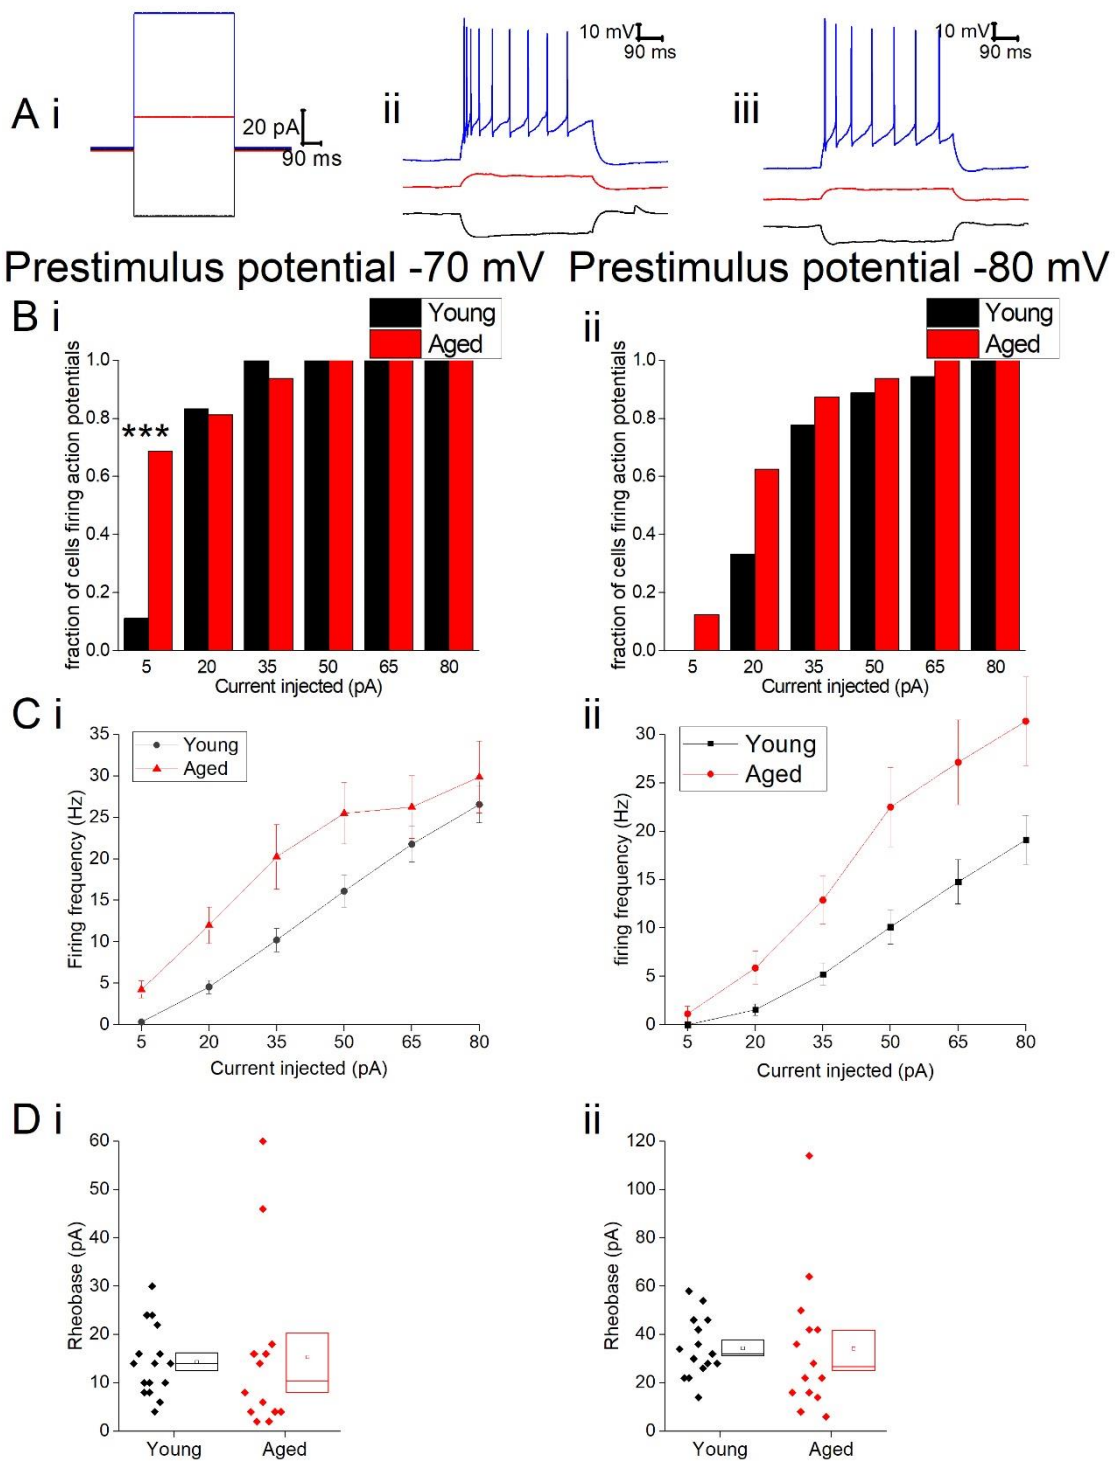 A i
20 pA
90 ms
ii
10 mV
90 ms
iii
10 mV
90 ms
Prestimulus potential -70 mV
Prestimulus potential -80 mV
B i
Young
Aged
fraction of cells firing action potentials
1.0
0.8
0.6
0.4
0.2
0.0
***
5 20 35 50 65 80
Current injected (pA)
ii
Young
Aged
fraction of cells firing action potentials
1.0
0.8
0.6
0.4
0.2
0.0
5 20 35 50 65 80
Current injected (pA)
C i
Young
Aged
Firing frequency (Hz)
35
30
25
20
15
10
5
0
5 20 35 50 65 80
Current injected (pA)
ii
Young
Aged
firing frequency (Hz)
30
25
20
15
10
5
0
5 20 35 50 65 80
Current injected (pA)
D i
Rheobase (pA)
60
50
40
30
20
10
0
Young Aged
ii
Rheobase (pA)
120
100
80
60
40
20
0
Young Aged